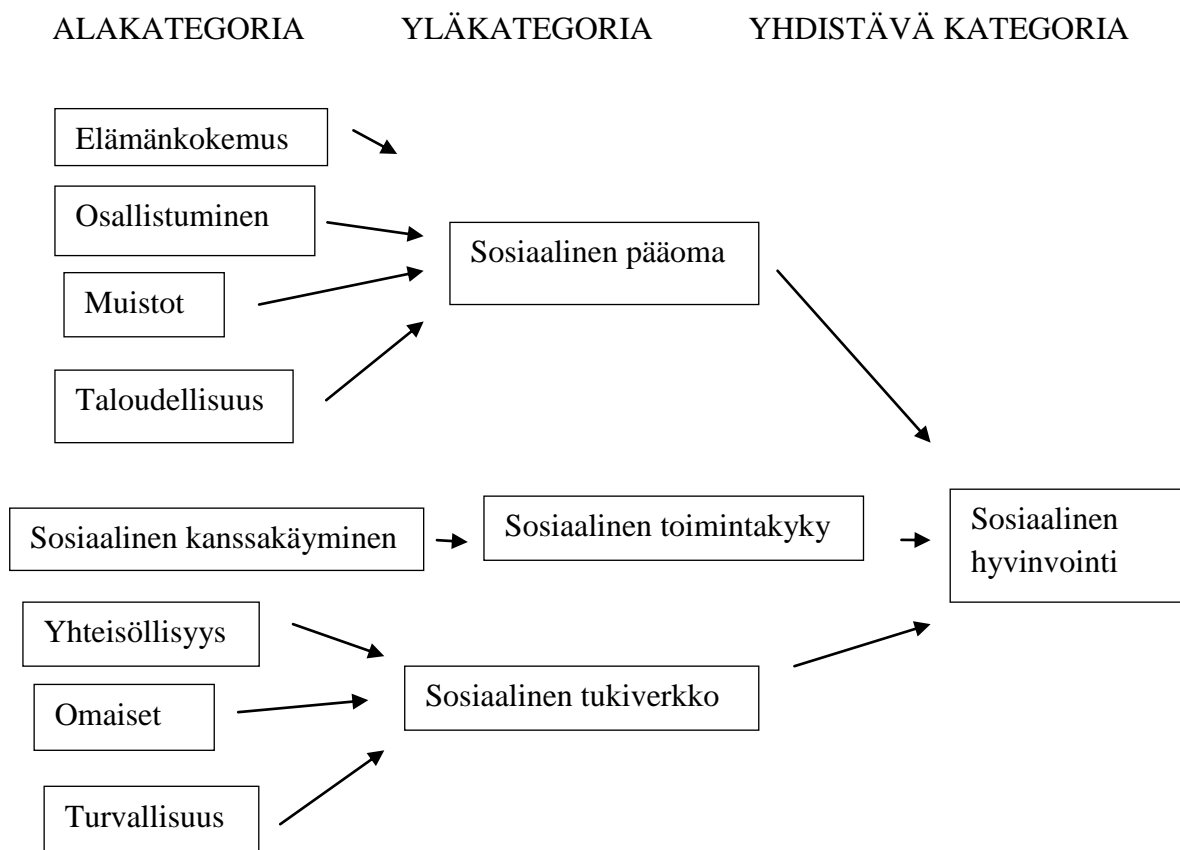 ALAKATEGORIA YLÄKATEGORIA YHDISTÄVÄ KATEGORIA
Elämänkokemus
Osallistuminen
Muistot
Taloudellisuus
Sosiaalinen pääoma
Sosiaalinen kanssakäyminen
Sosiaalinen toimintakyky
Yhteisöllisyys
Omaiset
Turvallisuus
Sosiaalinen tukiverkko
Sosiaalinen
hyvinvointi